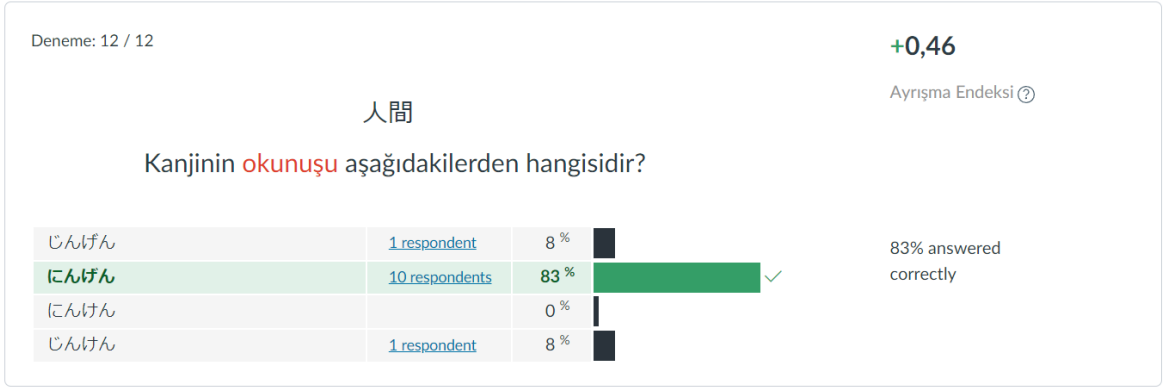 Deneme: 12 / 12
+0,46
Ayrışma Endeksi ?
人間
Kanjinin okunuşu aşağıdakilerden hangisidir?
じんげん 1 respondent 8 %
にんげん 10 respondents 83 %
にんけん 0 %
じんけん 1 respondent 8 %
83% answered
correctly